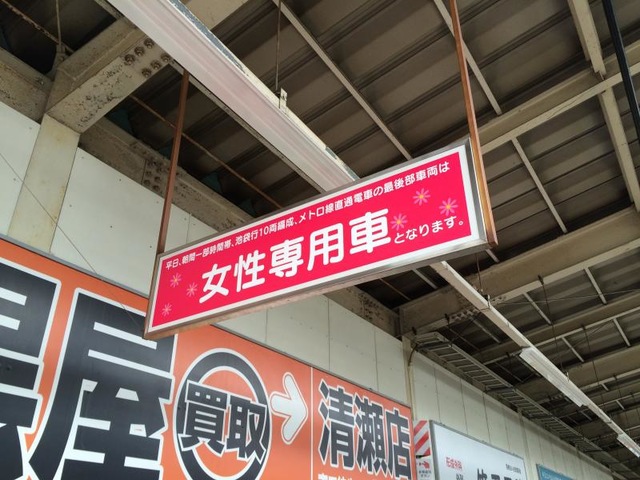 平日、朝間一部時間帯、池袋行10両編成、メトロ線直通電車の最後部車両は
女性専用車となります。
屋
買取
清瀬店